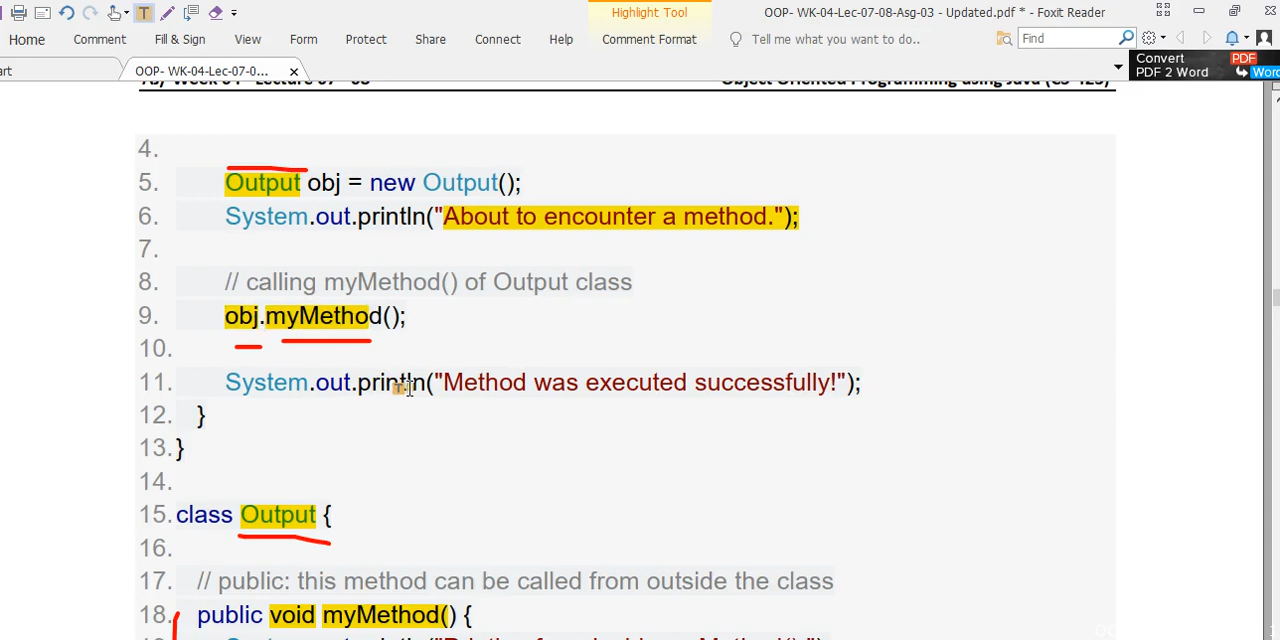 OOP- WK-04-Lec-07-08-Asg-03 - Updated.pdf * - Foxit Reader
Highlight Tool
Home Comment Fill & Sign View Form Protect Share Connect Help Comment Format Tell me what you want to do.. Find
art OOP- WK-04-Lec-07-0... × Convert PDF
PDF 2 Word Word
4.
5. Output obj = new Output();
6. System.out.println("About to encounter a method.");
7.
8. // calling myMethod() of Output class
9. obj.myMethod();
10.
11. System.out.println("Method was executed successfully!");
12. }
13. }
14.
15. class Output {
16.
17. // public: this method can be called from outside the class
18. public void myMethod() {